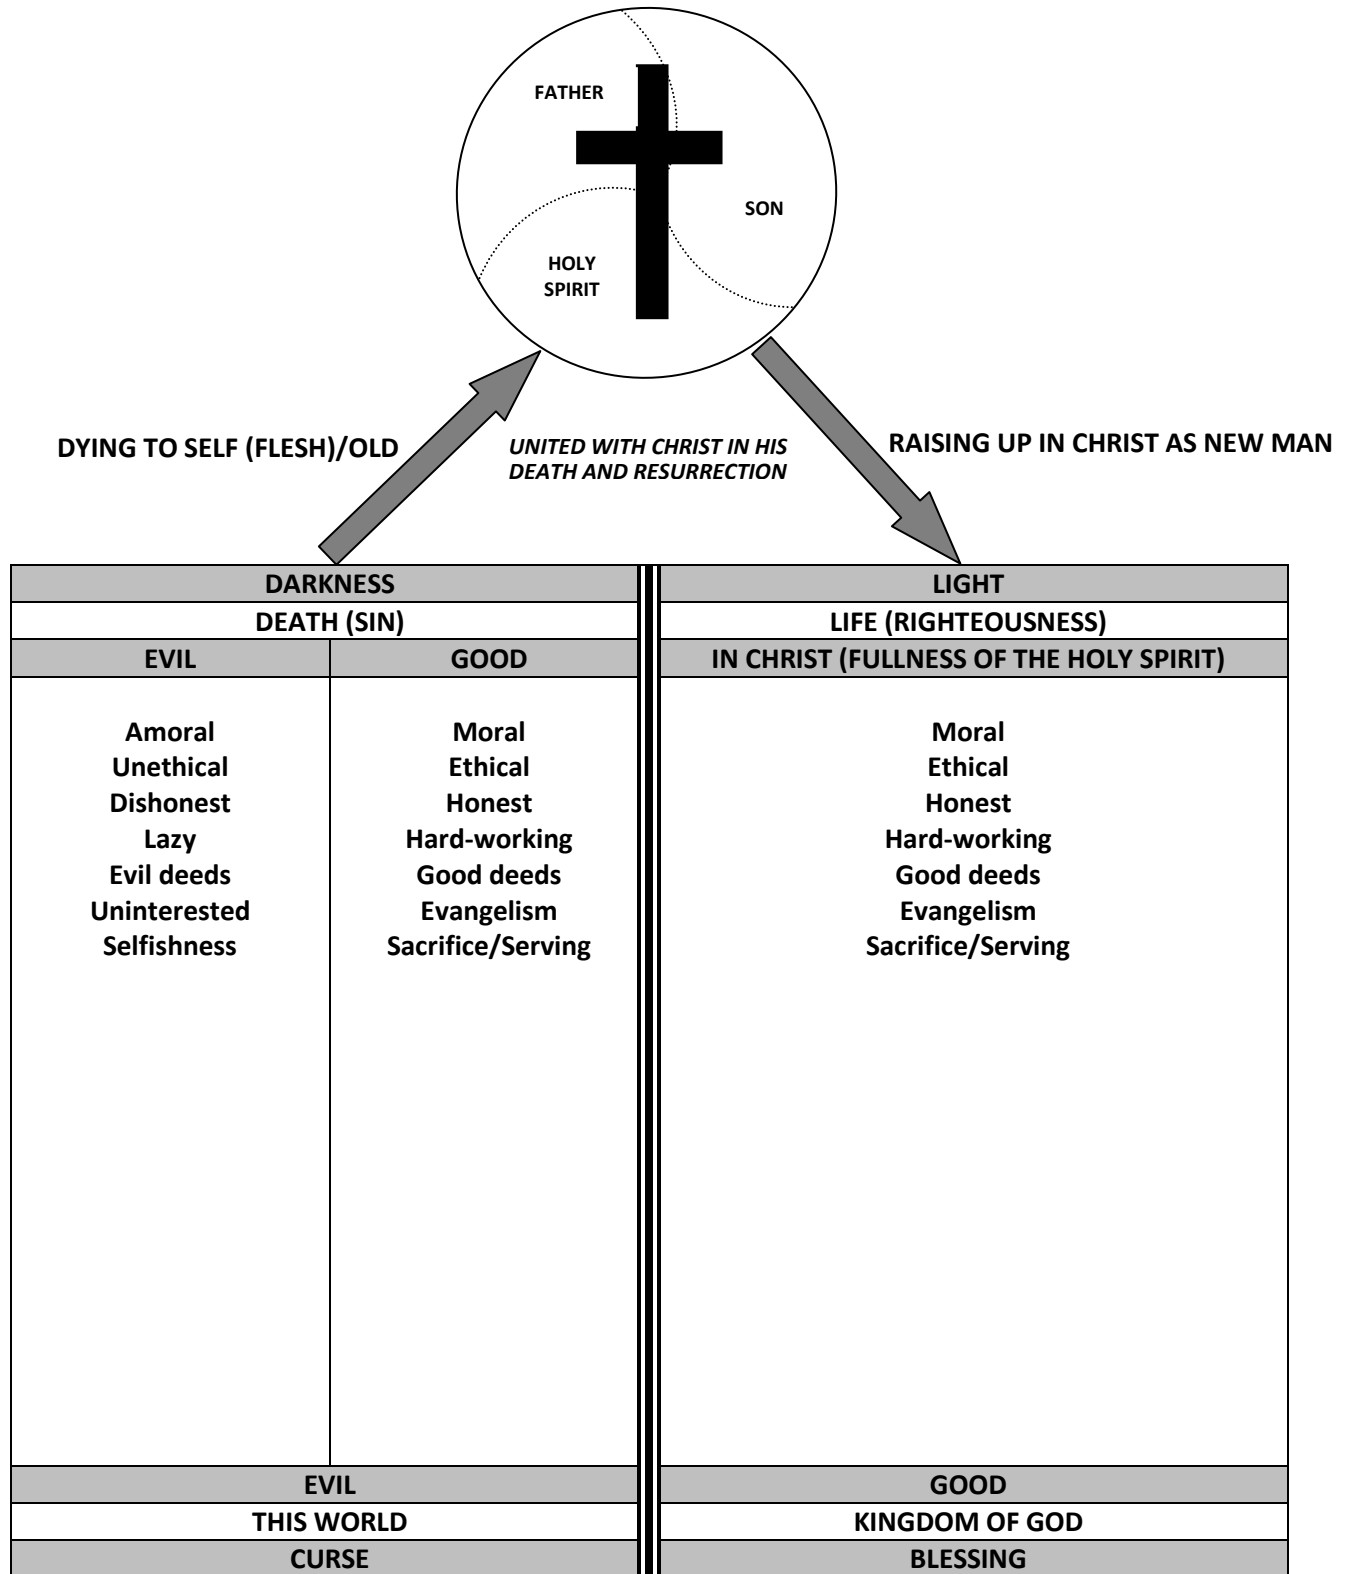 FATHER
SON
HOLY
SPIRIT
DYING TO SELF (FLESH)/OLD
UNITED WITH CHRIST IN HIS
DEATH AND RESURRECTION
RAISING UP IN CHRIST AS NEW MAN
DARKNESS
DEATH (SIN)
EVIL
GOOD
Amoral
Unethical
Dishonest
Lazy
Evil deeds
Uninterested
Selfishness
Moral
Ethical
Honest
Hard-working
Good deeds
Evangelism
Sacrifice/Serving
EVIL
THIS WORLD
CURSE
LIGHT
LIFE (RIGHTEOUSNESS)
IN CHRIST (FULLNESS OF THE HOLY SPIRIT)
Moral
Ethical
Honest
Hard-working
Good deeds
Evangelism
Sacrifice/Serving
GOOD
KINGDOM OF GOD
BLESSING